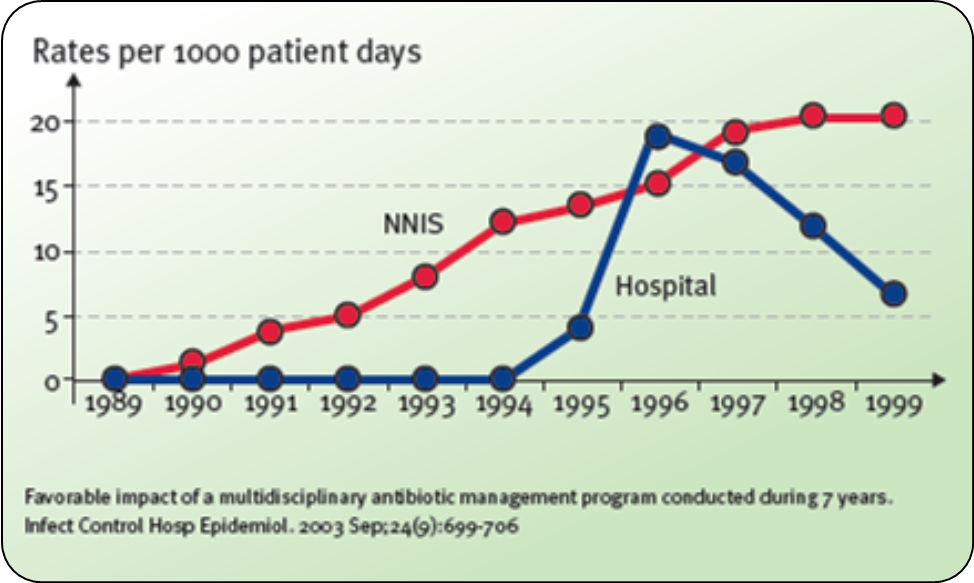 Rates per 1000 patient days
20
15
10
5
0
NNIS
Hospital
1989 1990 1991 1992 1993 1994 1995 1996 1997 1998 1999
Favorable impact of a multidisciplinary antibiotic management program conducted during 7 years.
Infect Control Hosp Epidemiol. 2003 Sep;24(9):699-706